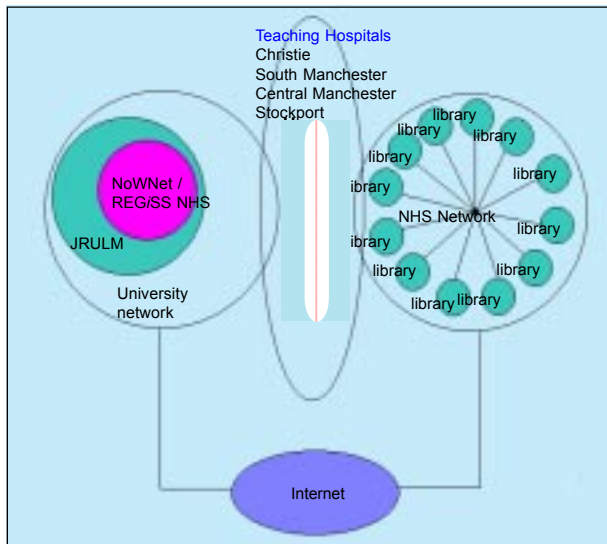 Teaching Hospitals
Christie
South Manchester
Central Manchester
Stockport
NoWNet /
REGiSS NHS
JRULM
University
network
library
library
library
library
library
ibrary
NHS Network
library
ibrary
library
library
library
library
Internet